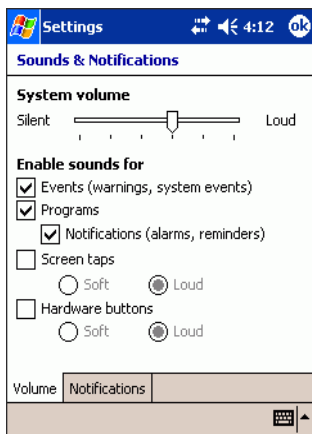 Settings 4:12 ok
Sounds & Notifications
System volume
Silent Loud
Enable sounds for
Events (warnings, system events)
Programs
Notifications (alarms, reminders)
Screen taps
Soft Loud
Hardware buttons
Soft Loud
Volume Notifications